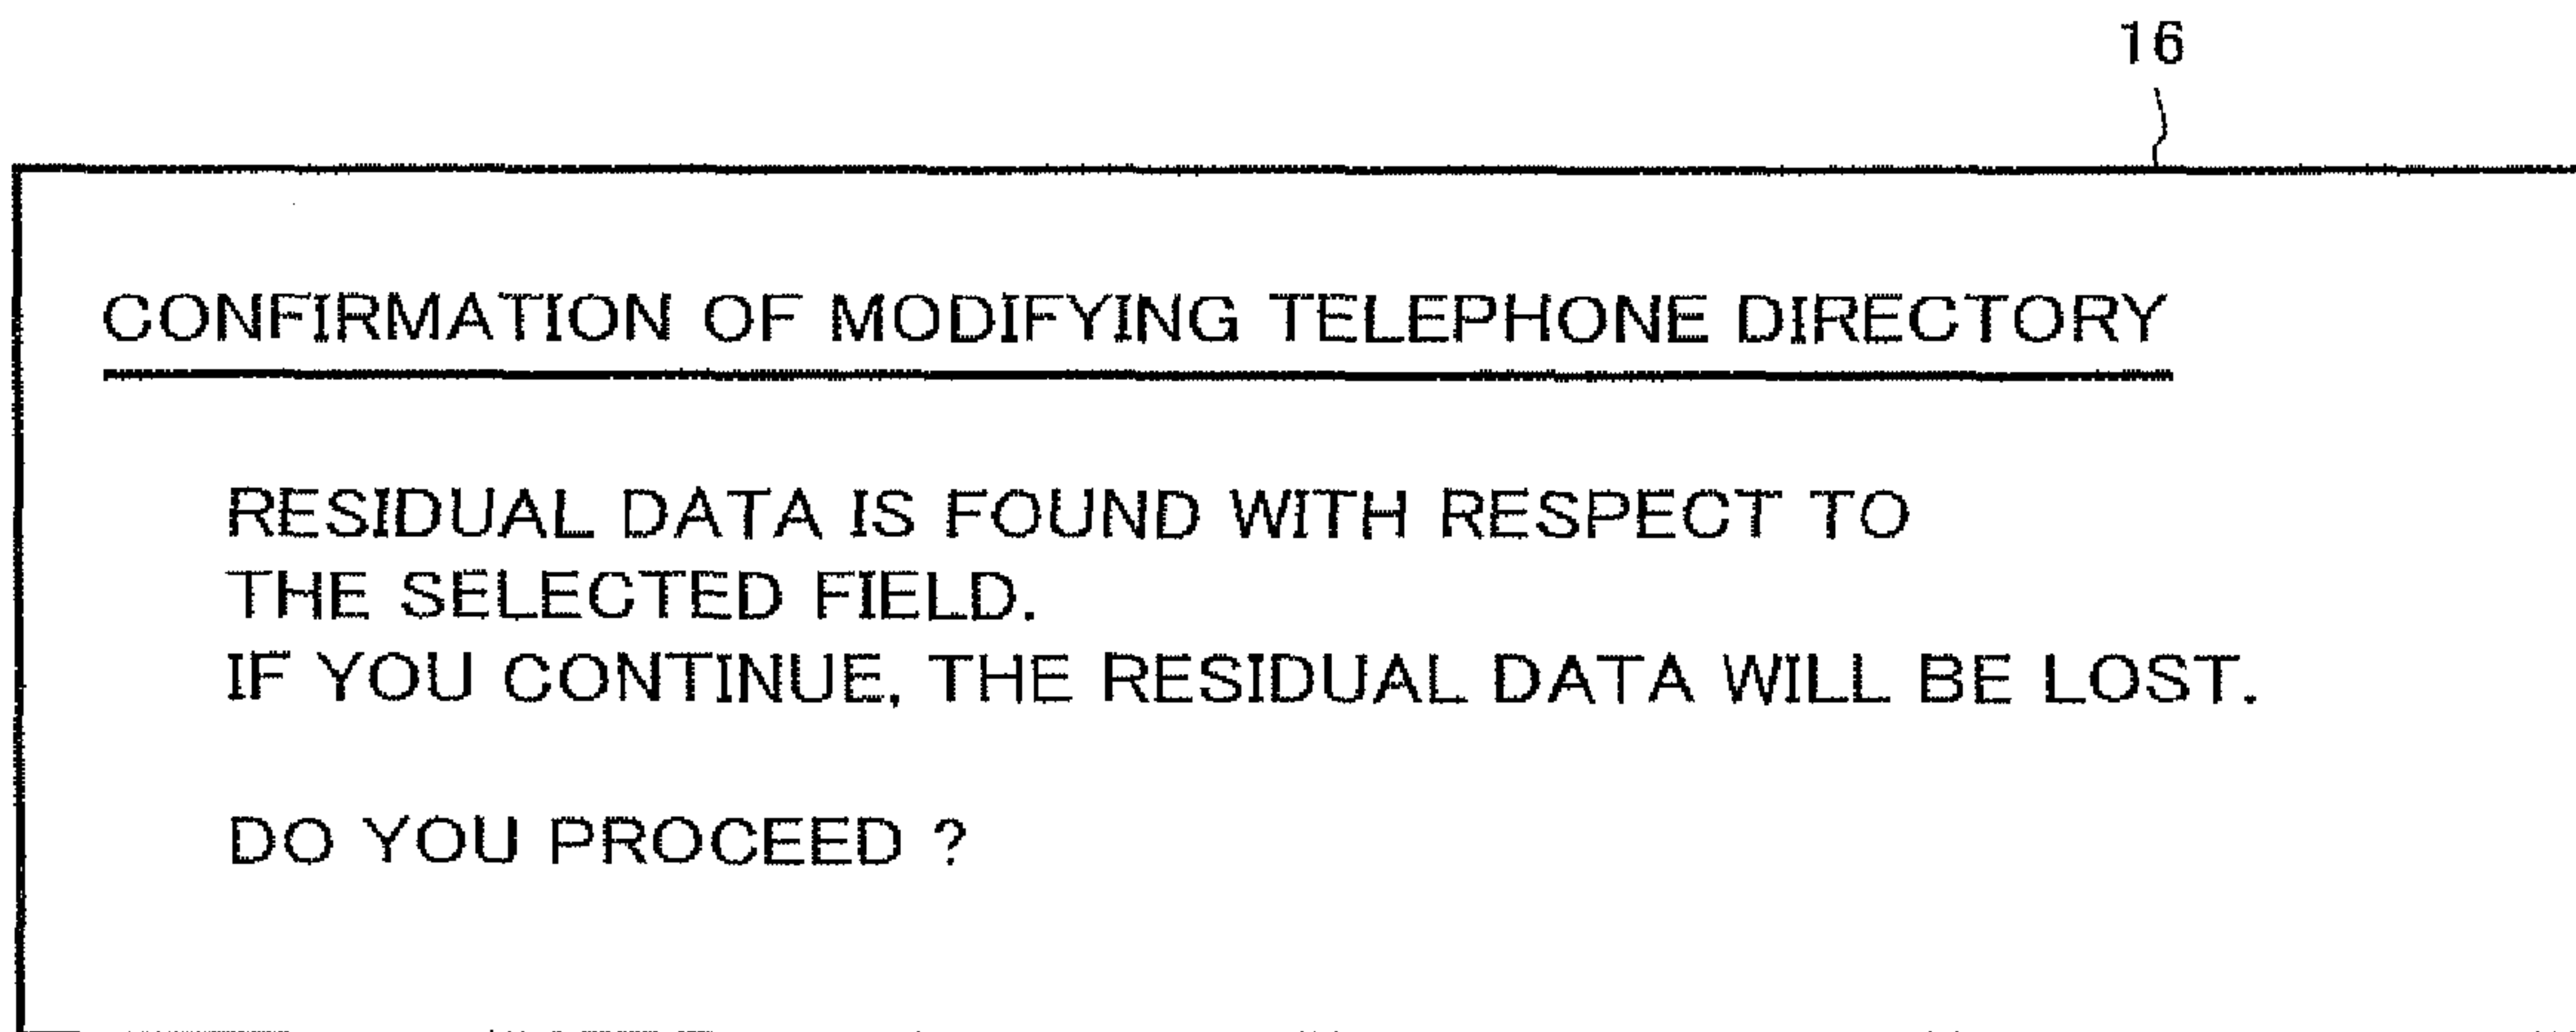 16
CONFIRMATION OF MODIFYING TELEPHONE DIRECTORY
RESIDUAL DATA IS FOUND WITH RESPECT TO
THE SELECTED FIELD.
IF YOU CONTINUE, THE RESIDUAL DATA WILL BE LOST.
DO YOU PROCEED ?